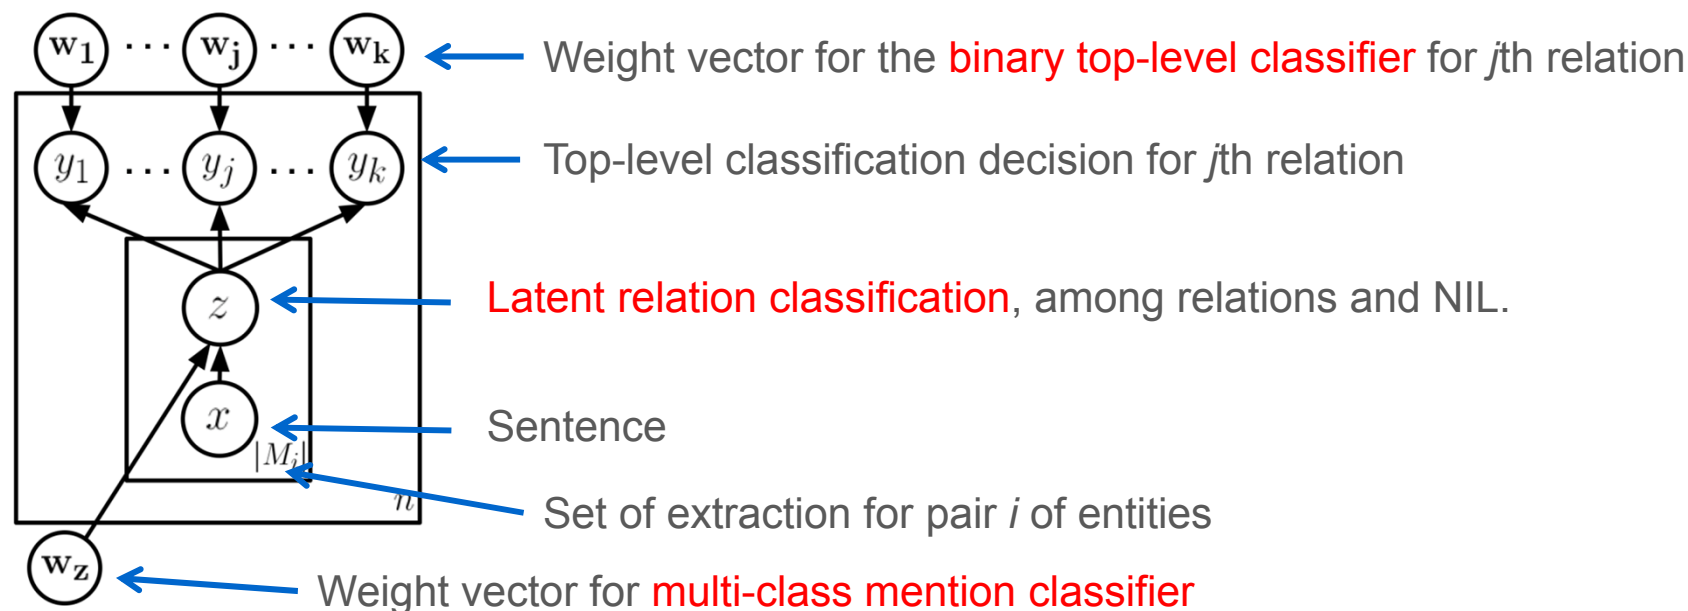 w₁ ··· wⱼ ··· wₖ Weight vector for the binary top-level classifier for jth relation
y₁ ··· yⱼ ··· yₖ Top-level classification decision for jth relation
z Latent relation classification, among relations and NIL.
x Sentence
|Mᵢ|
n Set of extraction for pair i of entities
w_z Weight vector for multi-class mention classifier